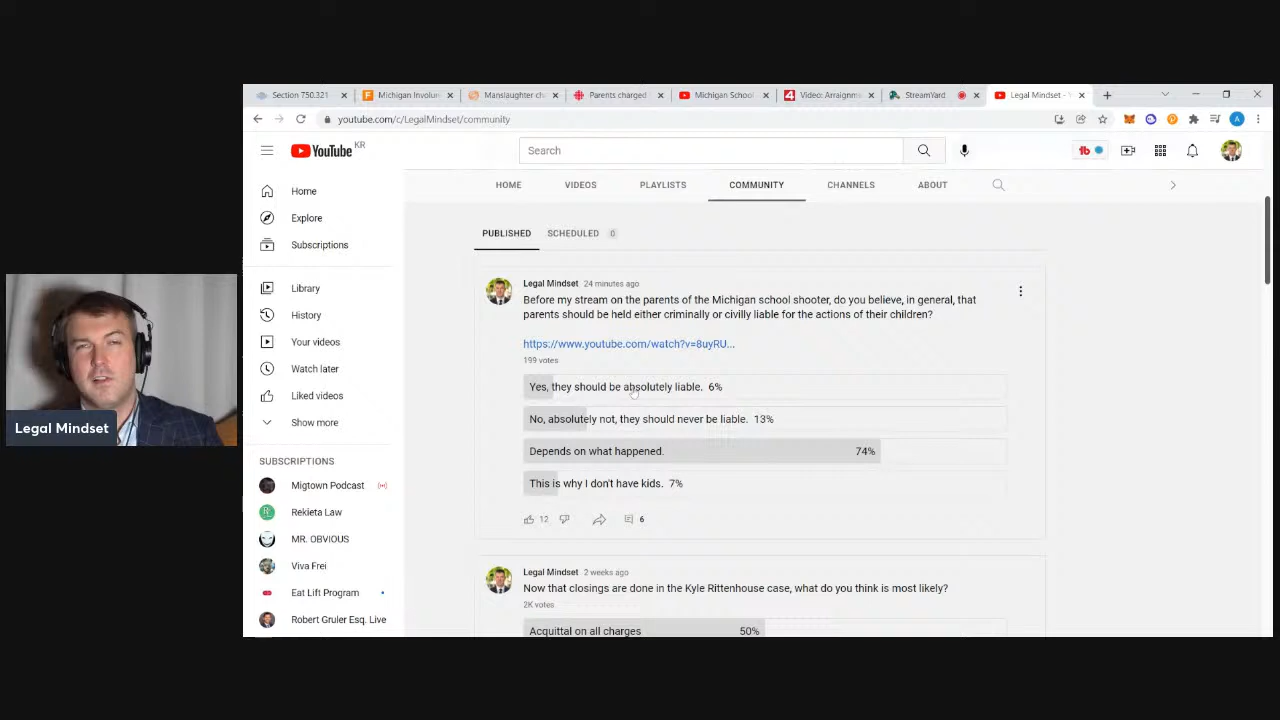 Section 750.321
Michigan Involun
Manslaughter ch
Parents charged
Michigan School
4 Video: Arraignm
StreamYard
Legal Mindset - Y
youtube.com/c/LegalMindset/community
YouTube KR
Search
tb
A
Home
Explore
Subscriptions
Library
History
Your videos
Watch later
Liked videos
Show more
SUBSCRIPTIONS
Migtown Podcast
Rekieta Law
MR. OBVIOUS
Viva Frei
Eat Lift Program
Robert Gruler Esq. Live
HOME VIDEOS PLAYLISTS COMMUNITY CHANNELS ABOUT
PUBLISHED SCHEDULED 0
Legal Mindset 24 minutes ago
Before my stream on the parents of the Michigan school shooter, do you believe, in general, that
parents should be held either criminally or civilly liable for the actions of their children?
https://www.youtube.com/watch?v=8uyRU...
199 votes
Yes, they should be absolutely liable. 6%
No, absolutely not, they should never be liable. 13%
Depends on what happened. 74%
This is why I don't have kids. 7%
12 6
Legal Mindset 2 weeks ago
Now that closings are done in the Kyle Rittenhouse case, what do you think is most likely?
2K votes
Acquittal on all charges 50%
Legal Mindset